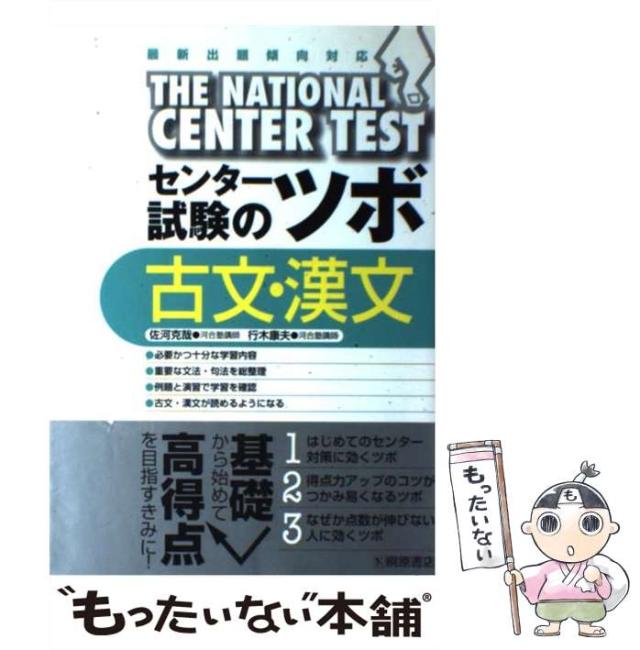 最新出題傾向対応
THE NATIONAL
CENTER TEST
センター
試験のツボ
古文・漢文
佐河克哉●河合塾講師 行木康夫●河合塾講師
●必要かつ十分な学習内容
●重要な文法・句法を総整理
●例題と演習で学習を確認
●古文・漢文が読めるようになる
基礎
から始めて
高得点
を目指すきみに!
1 はじめてのセンター
対策に効くツボ
2 得点力アップのコツが
つかみ易くなるツボ
3 なぜか点数が伸びない
人に効くツボ
桐原書店
もったいない
も
"もったいない"本舗®